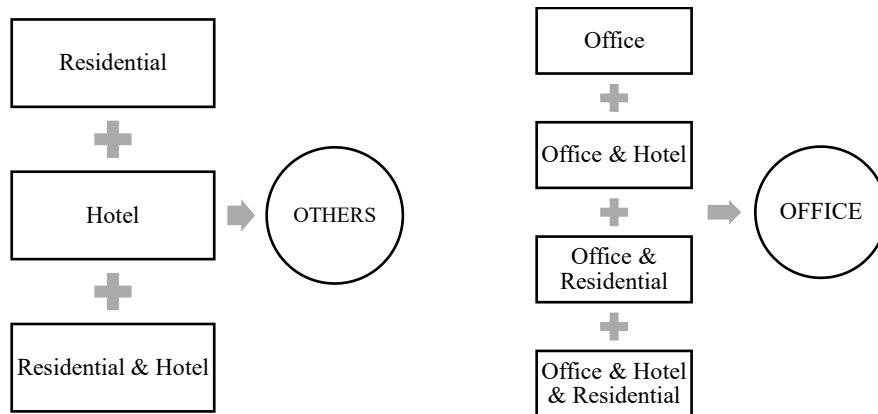 Residential
Hotel
Residential & Hotel
OTHERS
Office
Office & Hotel
Office &
Residential
Office & Hotel
& Residential
OFFICE